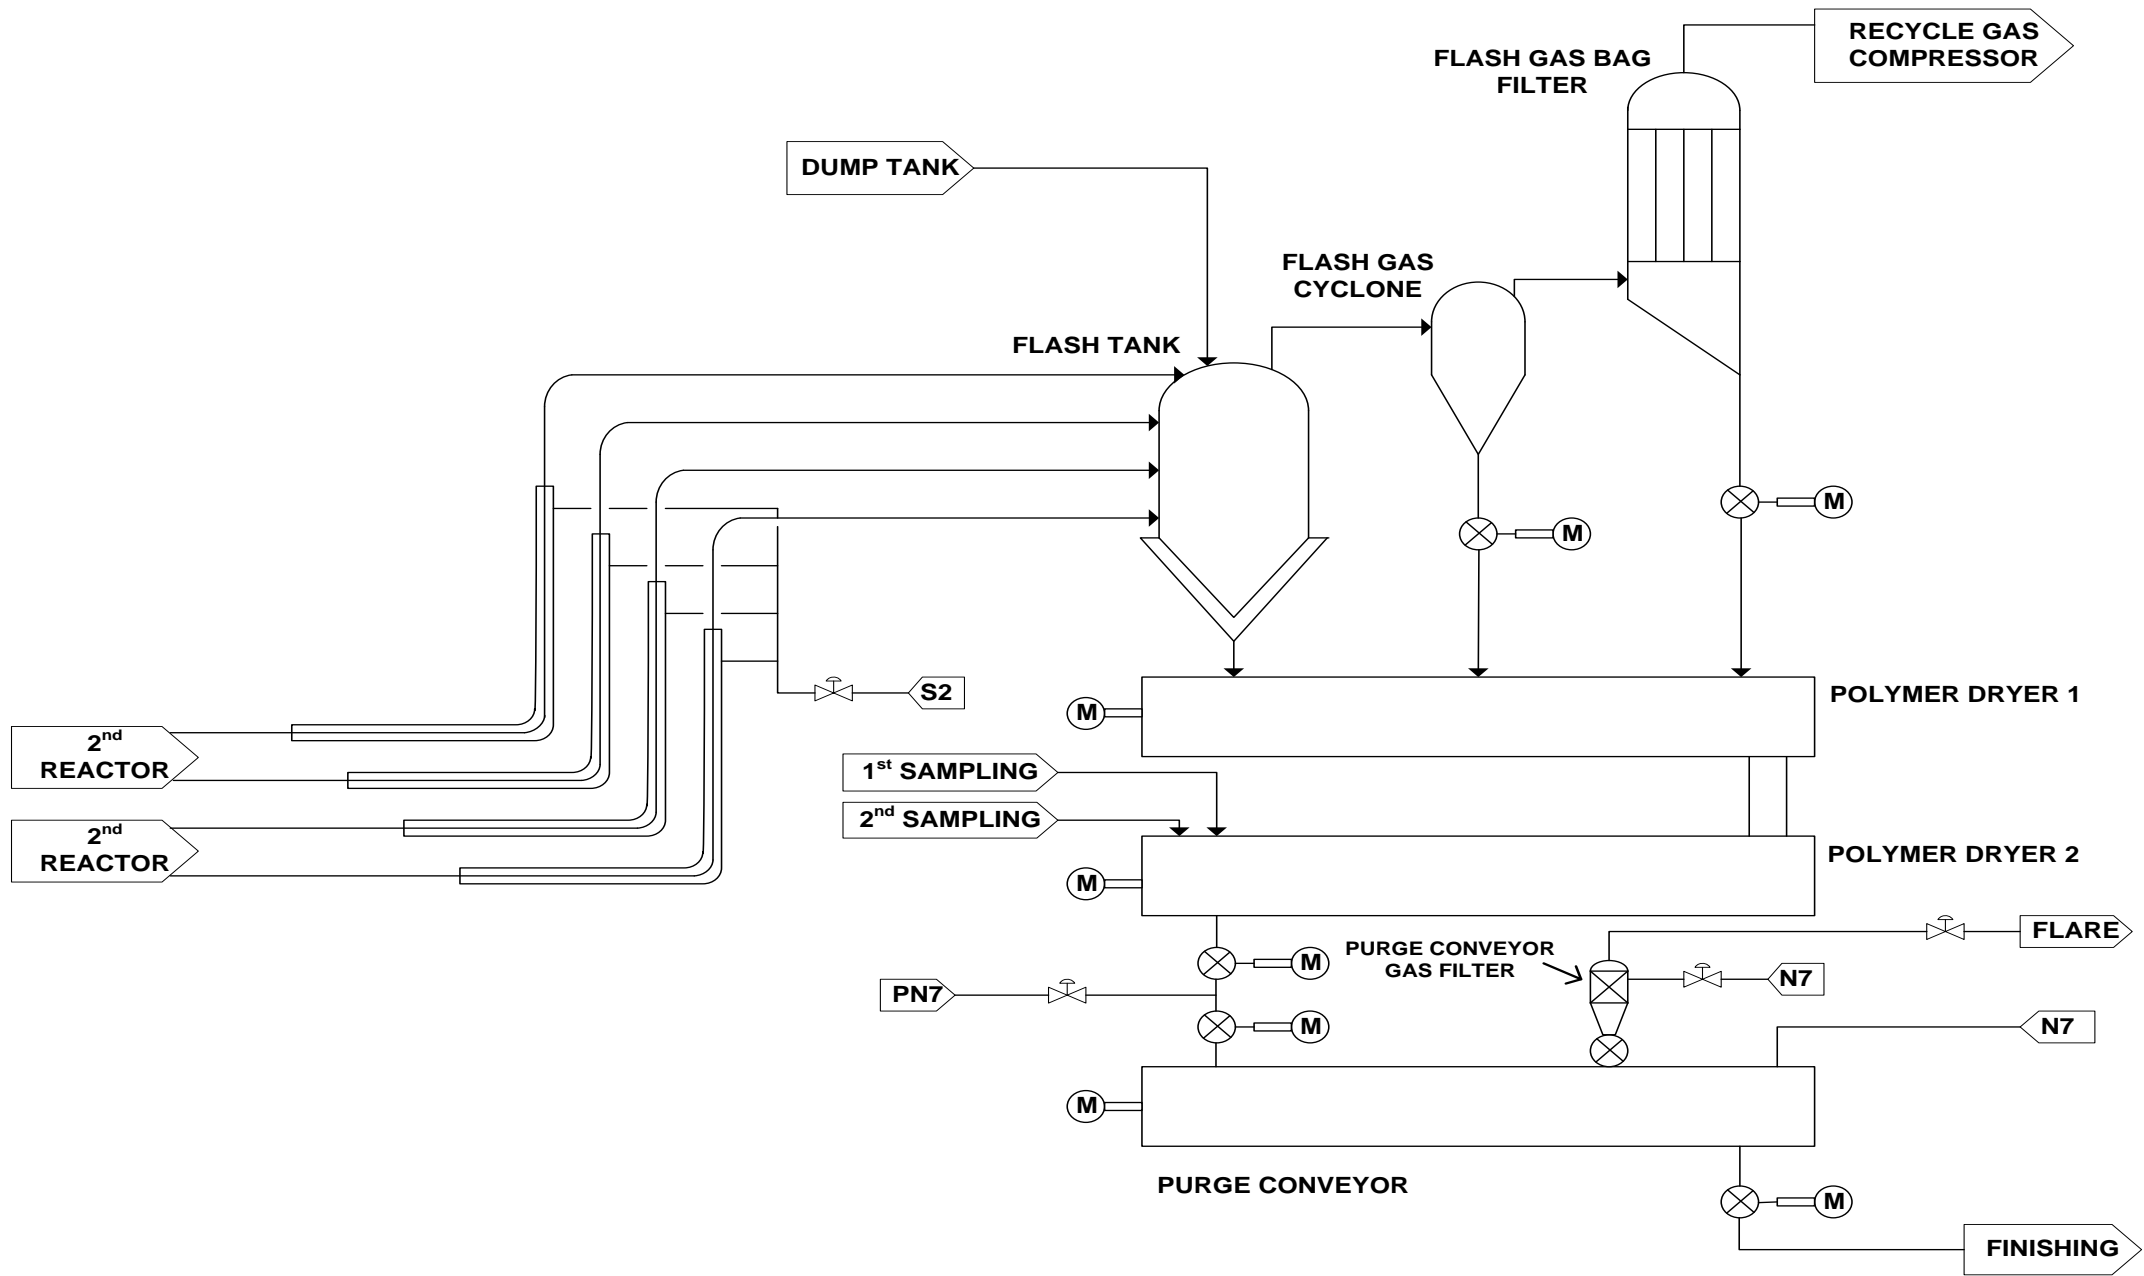 RECYCLE GAS
COMPRESSOR
FLASH GAS BAG
FILTER
DUMP TANK
FLASH GAS
CYCLONE
FLASH TANK
M
M
S2
POLYMER DRYER 1
M
2nd
REACTOR
1st SAMPLING
2nd SAMPLING
2nd
REACTOR
POLYMER DRYER 2
M
FLARE
PURGE CONVEYOR
GAS FILTER
M
N7
PN7
M
N7
M
PURGE CONVEYOR
M
FINISHING